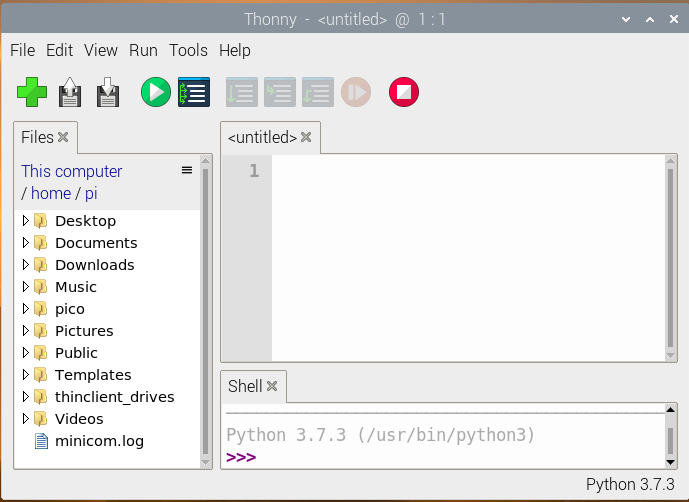 Thonny - <untitled> @ 1 : 1
File Edit View Run Tools Help
Files
This computer
/ home / pi
Desktop
Documents
Downloads
Music
pico
Pictures
Public
Templates
thinclient_drives
Videos
minicom.log
<untitled>
1
Shell
Python 3.7.3 (/usr/bin/python3)
>>>
Python 3.7.3